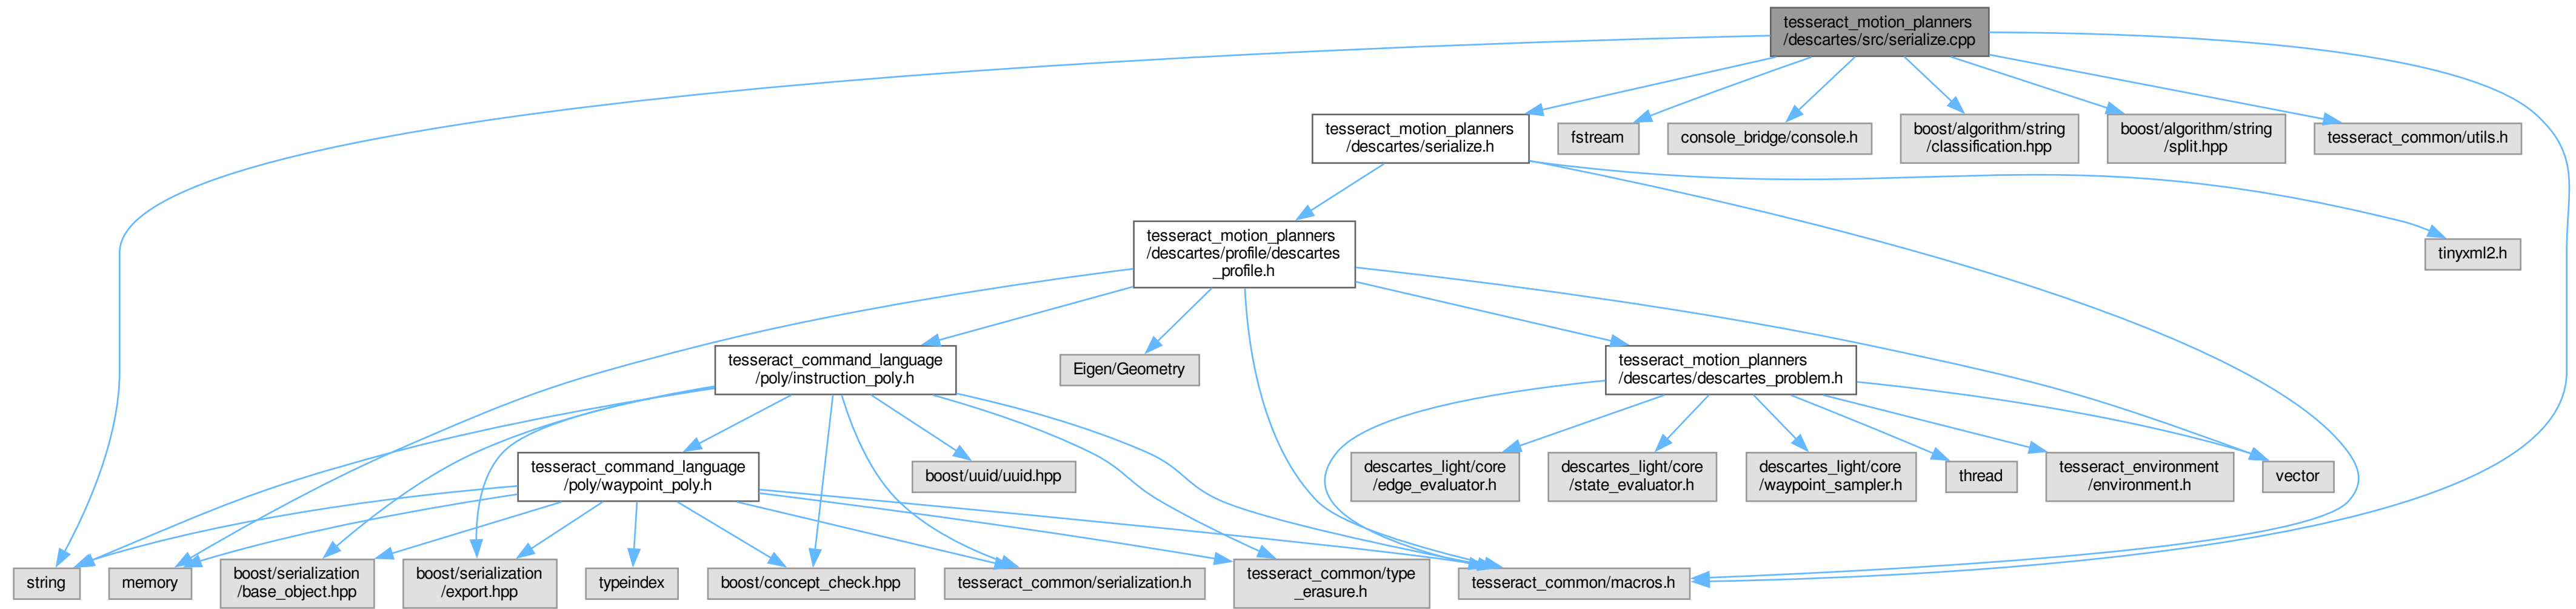 tesseract_motion_planners
/descartes/src/serialize.cpp
tesseract_motion_planners
/descartes/serialize.h
fstream
console_bridge/console.h
boost/algorithm/string
/classification.hpp
boost/algorithm/string
/split.hpp
tesseract_common/utils.h
tesseract_motion_planners
/descartes/profile/descartes
_profile.h
tinyxml2.h
tesseract_command_language
/poly/instruction_poly.h
Eigen/Geometry
tesseract_motion_planners
/descartes/descartes_problem.h
tesseract_command_language
/poly/waypoint_poly.h
boost/uuid/uuid.hpp
descartes_light/core
/edge_evaluator.h
descartes_light/core
/state_evaluator.h
descartes_light/core
/waypoint_sampler.h
thread
tesseract_environment
/environment.h
vector
string
memory
boost/serialization
/base_object.hpp
boost/serialization
/export.hpp
typeindex
boost/concept_check.hpp
tesseract_common/serialization.h
tesseract_common/type
_erasure.h
tesseract_common/macros.h